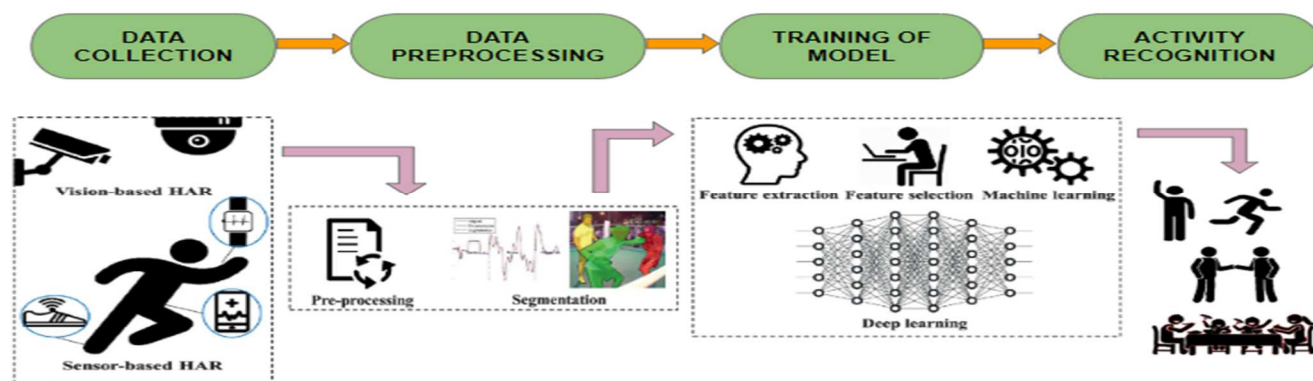 DATA
COLLECTION
DATA
PREPROCESSING
TRAINING OF
MODEL
ACTIVITY
RECOGNITION
Vision-based HAR
Sensor-based HAR
Pre-processing
Segmentation
Feature extraction
Feature selection
Machine learning
Deep learning